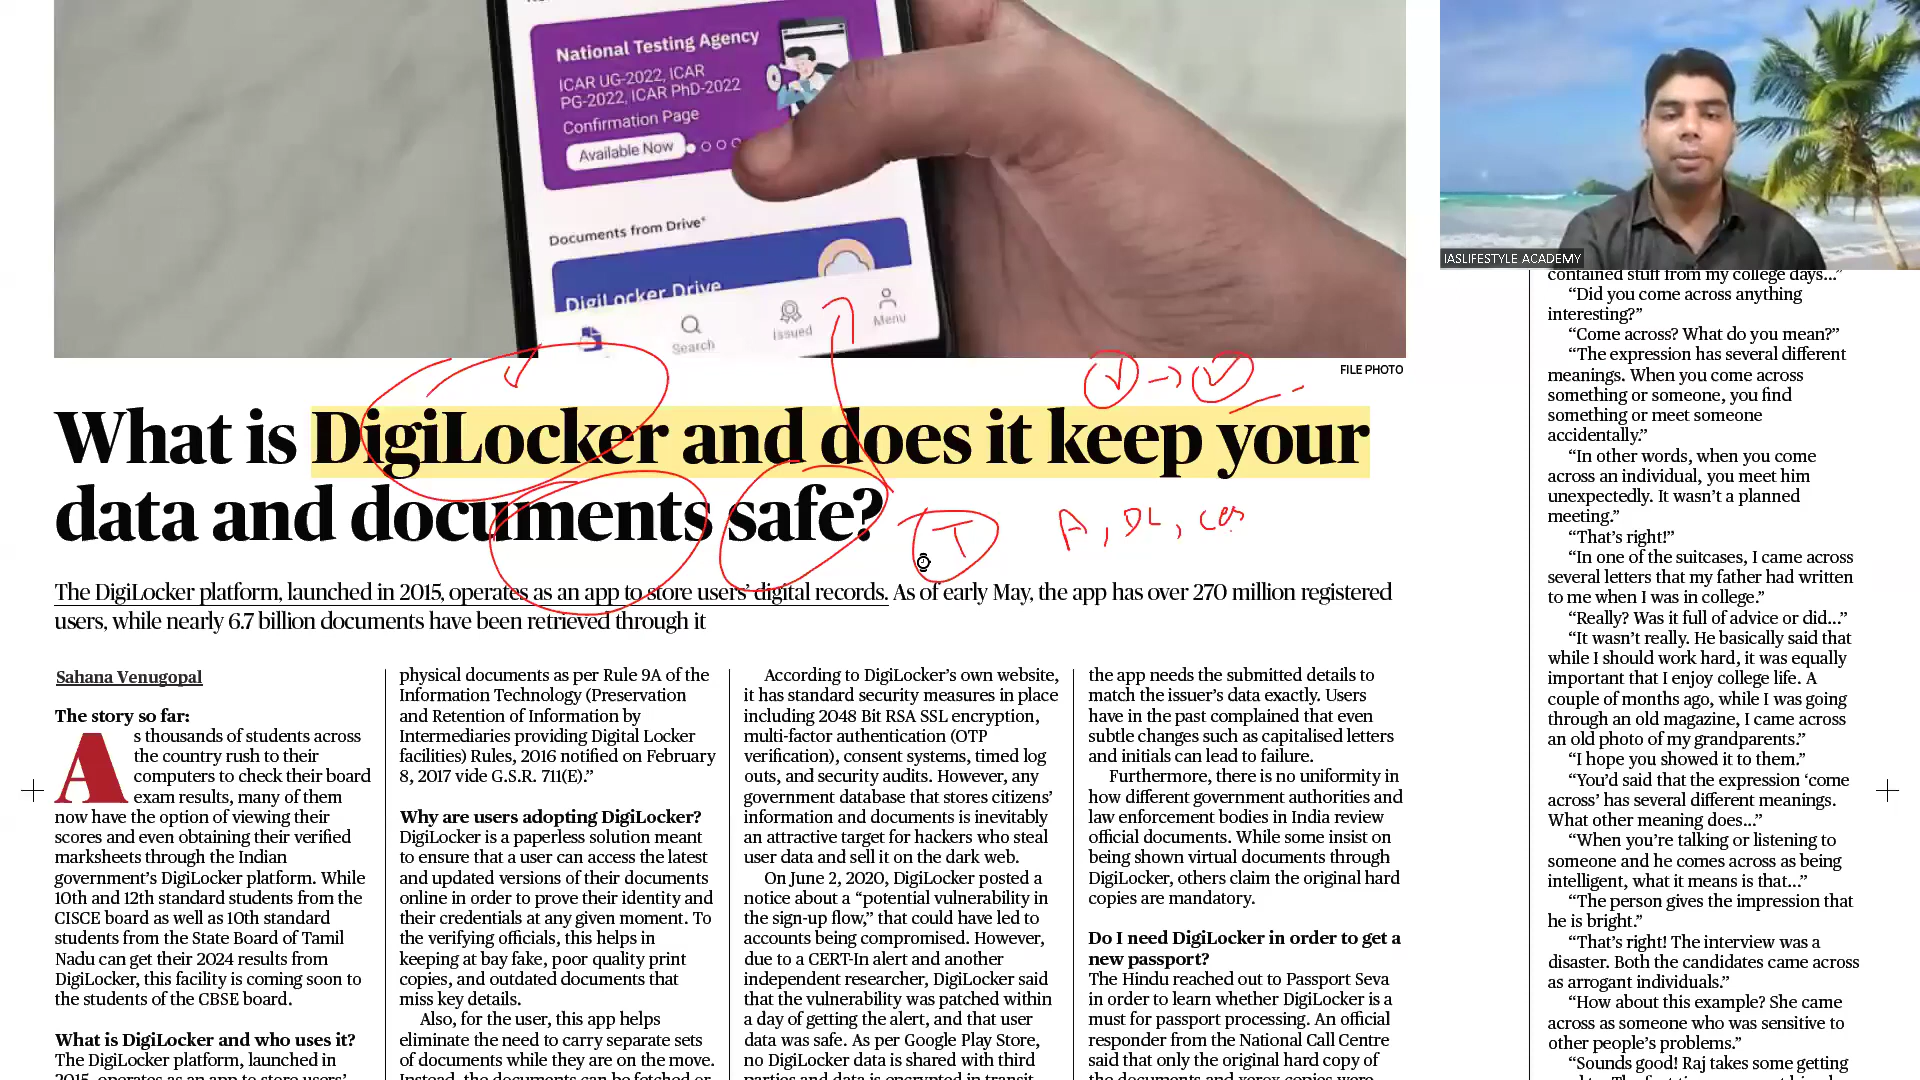 National Testing Agency
ICAR UG-2022, ICAR
PG-2022, ICAR PhD-2022
Confirmation Page
Available Now
Documents from Drive*
DigiLocker Drive
Search
Issued
Menu
FILE PHOTO
IASLIFESTYLE ACADEMY
What is DigiLocker and does it keep your
data and documents safe?
T
A, DL, Ces
The DigiLocker platform, launched in 2015, operates as an app to store users’ digital records. As of early May, the app has over 270 million registered
users, while nearly 6.7 billion documents have been retrieved through it
Sahana Venugopal
The story so far:
As thousands of students across
the country rush to their
computers to check their board
exam results, many of them
now have the option of viewing their
scores and even obtaining their verified
marksheets through the Indian
government’s DigiLocker platform. While
10th and 12th standard students from the
CISCE board as well as 10th standard
students from the State Board of Tamil
Nadu can get their 2024 results from
DigiLocker, this facility is coming soon to
the students of the CBSE board.
What is DigiLocker and who uses it?
The DigiLocker platform, launched in
2015, operates as an app to store users’
physical documents as per Rule 9A of the
Information Technology (Preservation
and Retention of Information by
Intermediaries providing Digital Locker
facilities) Rules, 2016 notified on February
8, 2017 vide G.S.R. 711(E).”
Why are users adopting DigiLocker?
DigiLocker is a paperless solution meant
to ensure that a user can access the latest
and updated versions of their documents
online in order to prove their identity and
their credentials at any given moment. To
the verifying officials, this helps in
keeping at bay fake, poor quality print
copies, and outdated documents that
miss key details.
Also, for the user, this app helps
eliminate the need to carry separate sets
of documents while they are on the move.
Instead, the documents can be fetched or
According to DigiLocker’s own website,
it has standard security measures in place
including 2048 Bit RSA SSL encryption,
multi-factor authentication (OTP
verification), consent systems, timed log
outs, and security audits. However, any
government database that stores citizens’
information and documents is inevitably
an attractive target for hackers who steal
user data and sell it on the dark web.
On June 2, 2020, DigiLocker posted a
notice about a “potential vulnerability in
the sign-up flow,” that could have led to
accounts being compromised. However,
due to a CERT-In alert and another
independent researcher, DigiLocker said
that the vulnerability was patched within
a day of getting the alert, and that user
data was safe. As per Google Play Store,
no DigiLocker data is shared with third
parties and data is encrypted in transit.
the app needs the submitted details to
match the issuer’s data exactly. Users
have in the past complained that even
subtle changes such as capitalised letters
and initials can lead to failure.
Furthermore, there is no uniformity in
how different government authorities and
law enforcement bodies in India review
official documents. While some insist on
being shown virtual documents through
DigiLocker, others claim the original hard
copies are mandatory.
Do I need DigiLocker in order to get a
new passport?
The Hindu reached out to Passport Seva
in order to learn whether DigiLocker is a
must for passport processing. An official
responder from the National Call Centre
said that only the original hard copy of
the documents and xerox copies were
contained stuff from my college days...”
“Did you come across anything
interesting?”
“Come across? What do you mean?”
“The expression has several different
meanings. When you come across
something or someone, you find
something or meet someone
accidentally.”
“In other words, when you come
across an individual, you meet him
unexpectedly. It wasn’t a planned
meeting.”
“That’s right!”
“In one of the suitcases, I came across
several letters that my father had written
to me when I was in college.”
“Really? Was it full of advice or did...”
“It wasn’t really. He basically said that
while I should work hard, it was equally
important that I enjoy college life. A
couple of months ago, while I was going
through an old magazine, I came across
an old photo of my grandparents.”
“I hope you showed it to them.”
“You’d said that the expression ‘come
across’ has several different meanings.
What other meaning does...”
“When you’re talking or listening to
someone and he comes across as being
intelligent, what it means is that...”
“The person gives the impression that
he is bright.”
“That’s right! The interview was a
disaster. Both the candidates came across
as arrogant individuals.”
“How about this example? She came
across as someone who was sensitive to
other people’s problems.”
“Sounds good! Raj takes some getting